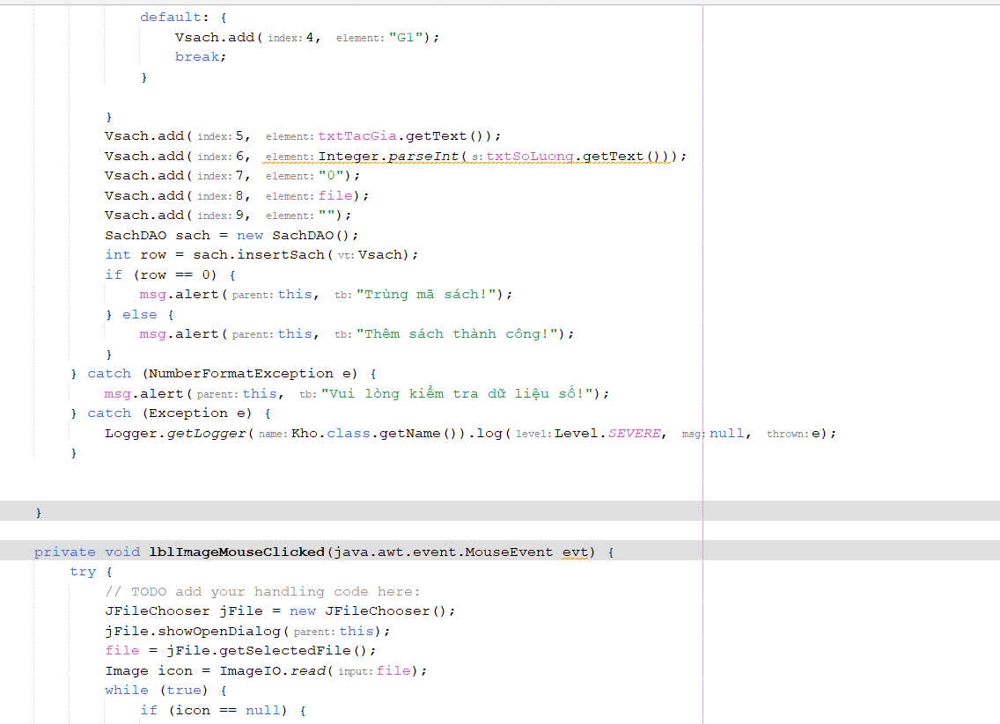 default: {
Vsach.add( index: 4, element: "G1");
break;
}
}
Vsach.add( index: 5, element: txtTacGia.getText());
Vsach.add( index: 6, element: Integer.parseInt( s: txtSoLuong.getText()));
Vsach.add( index: 7, element: "0");
Vsach.add( index: 8, element: file);
Vsach.add( index: 9, element: "");
SachDAO sach = new SachDAO();
int row = sach.insertSach( vt: Vsach);
if (row == 0) {
msg.alert( parent: this, tb: "Trùng mã sách!");
} else {
msg.alert( parent: this, tb: "Thêm sách thành công!");
}
} catch (NumberFormatException e) {
msg.alert( parent: this, tb: "Vui lòng kiểm tra dữ liệu số!");
} catch (Exception e) {
Logger.getLogger( name: Kho.class.getName()).log( level: Level.SEVERE, msg: null, thrown: e);
}
}
private void lblImageMouseClicked(java.awt.event.MouseEvent evt) {
try {
// TODO add your handling code here:
JFileChooser jFile = new JFileChooser();
jFile.showOpenDialog( parent: this);
file = jFile.getSelectedFile();
Image icon = ImageIO.read( input: file);
while (true) {
if (icon == null) {